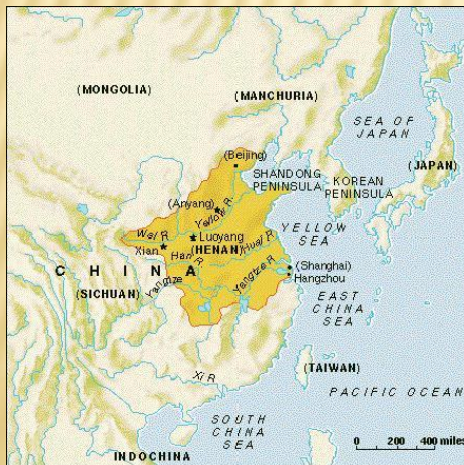 (MONGOLIA)
(MANCHURIA)
SEA OF
JAPAN
(Beijing)
(JAPAN)
SHANDONG
PENINSULA
KOREAN
PENINSULA
(Anyang)
Yellow R.
YELLOW
SEA
Wei R.
Luoyang
Xian
(HENAN)
Huai R.
Han R.
CHINA
(SICHUAN)
Yangtze
Yangtze R.
(Shanghai)
Hangzhou
EAST
CHINA
SEA
Xi R.
(TAIWAN)
PACIFIC OCEAN
SOUTH
CHINA
SEA
INDOCHINA
0 200 400 miles